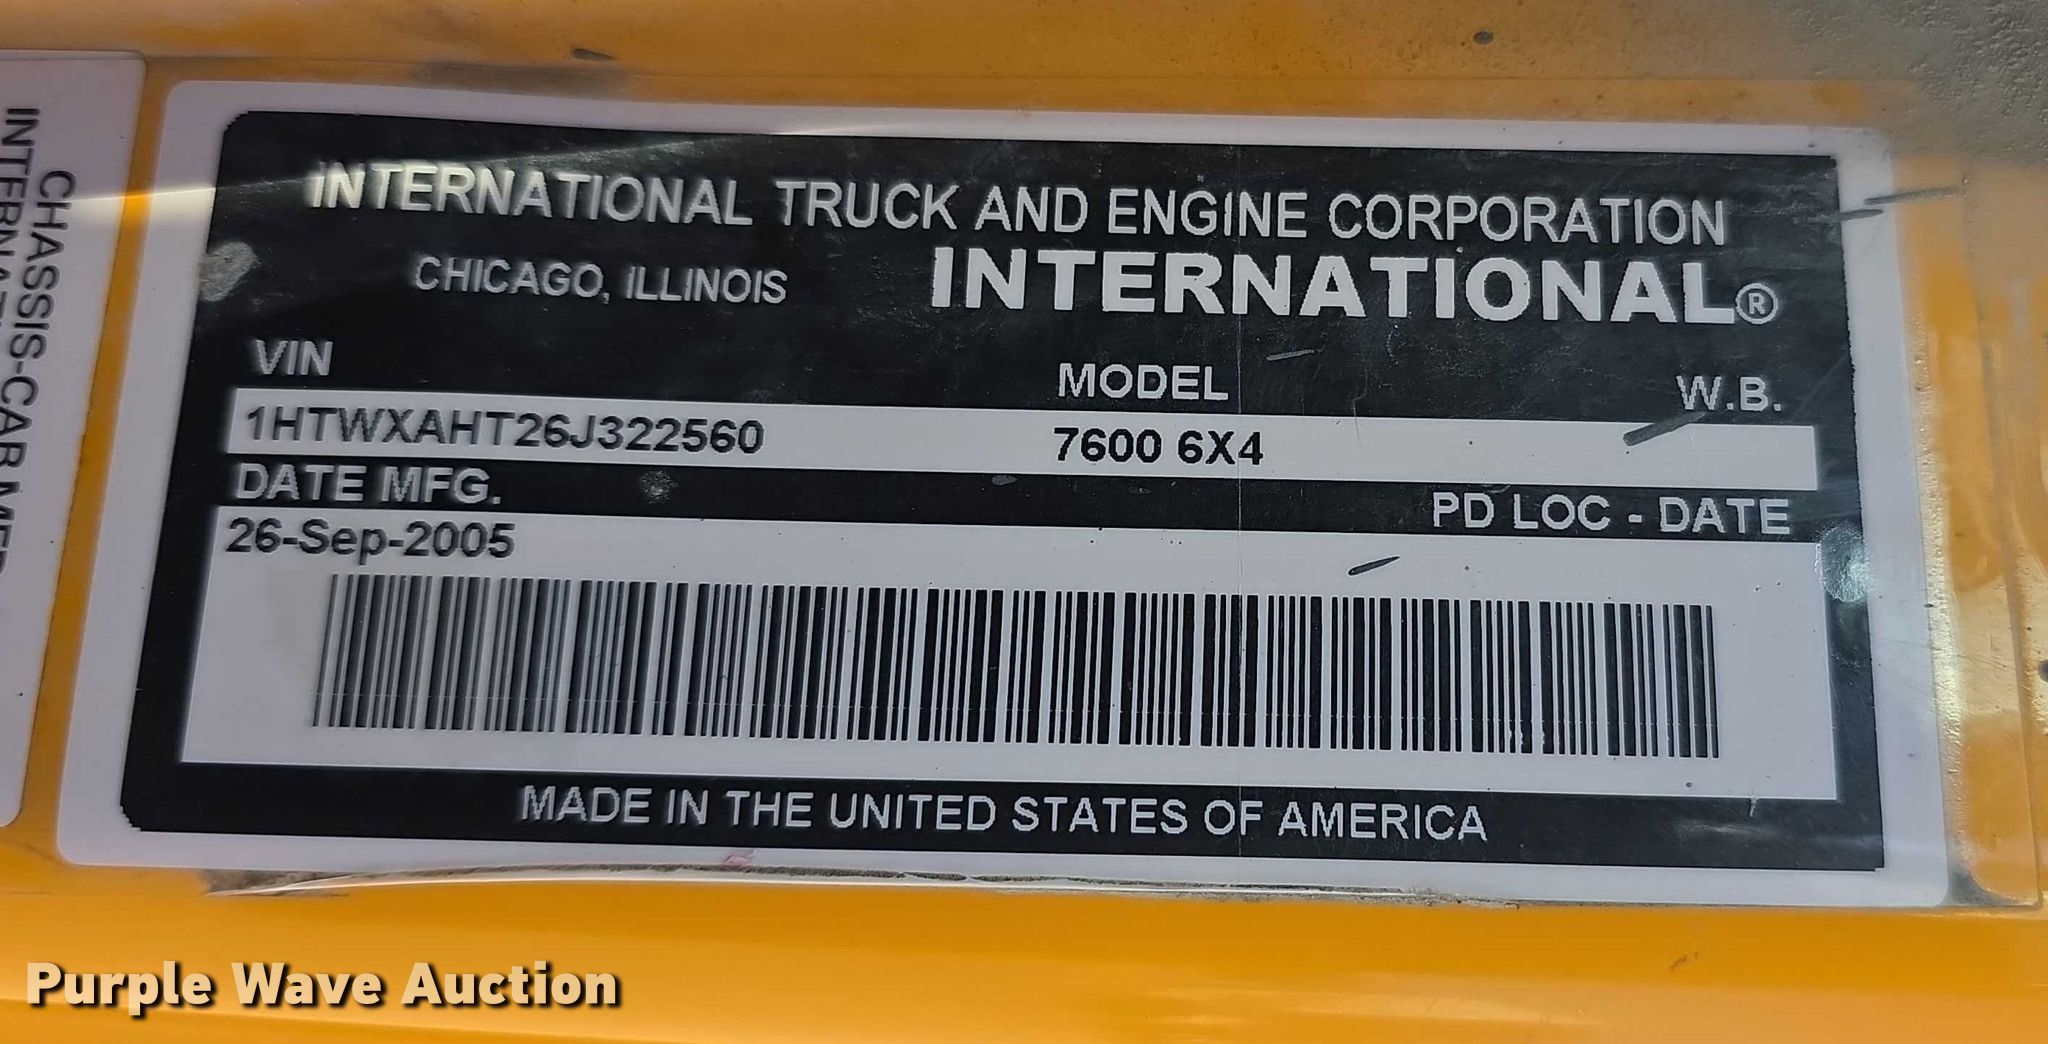 CHASSIS-CAB
INTERNATI
INTERNATIONAL TRUCK AND ENGINE CORPORATION
CHICAGO, ILLINOIS
INTERNATIONAL®
VIN MODEL W.B.
1HTWXAHT26J322560 7600 6X4
DATE MFG. PD LOC - DATE
26-Sep-2005
MADE IN THE UNITED STATES OF AMERICA
Purple Wave Auction